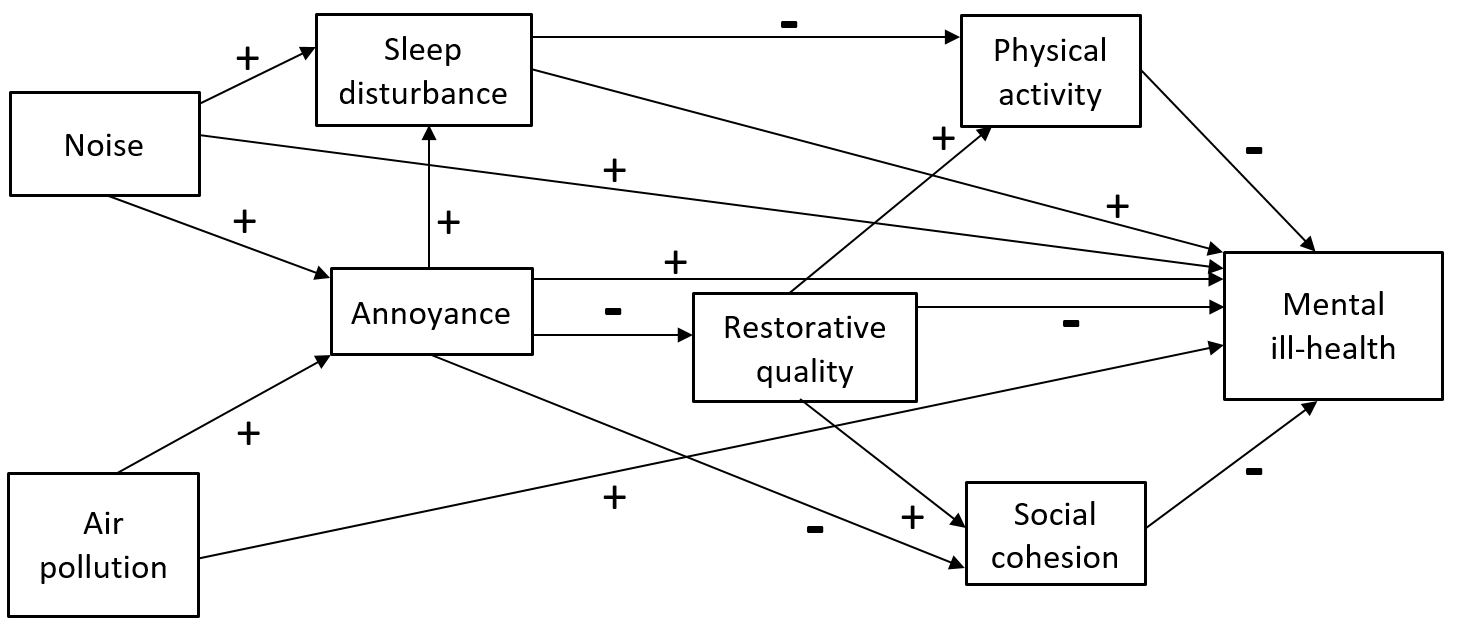 Sleep
disturbance
-
Physical
activity
+
Noise
+
-
+
+
+
+
+
Annoyance
-
Restorative
quality
-
Mental
ill-health
+
Air
pollution
+
-
+
Social
cohesion
-